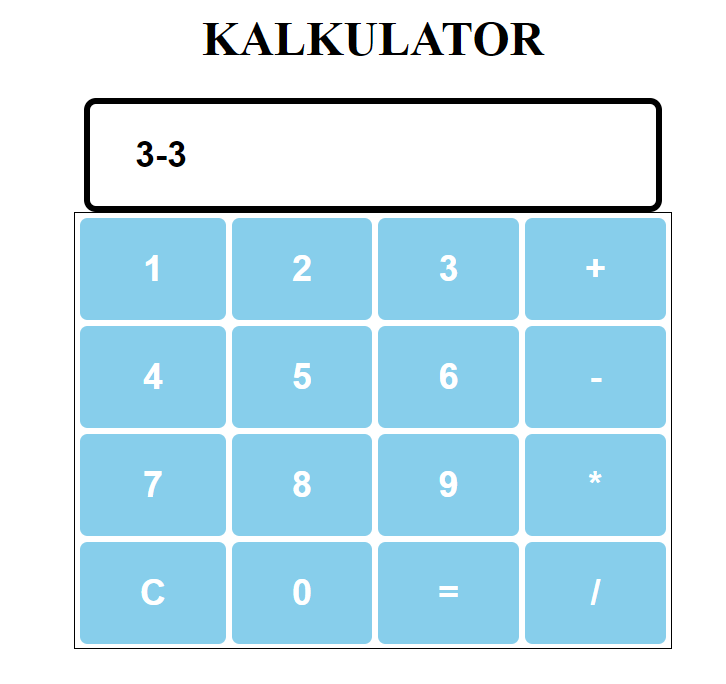 KALKULATOR
3-3
1 2 3 +
4 5 6 -
7 8 9 *
C 0 = /